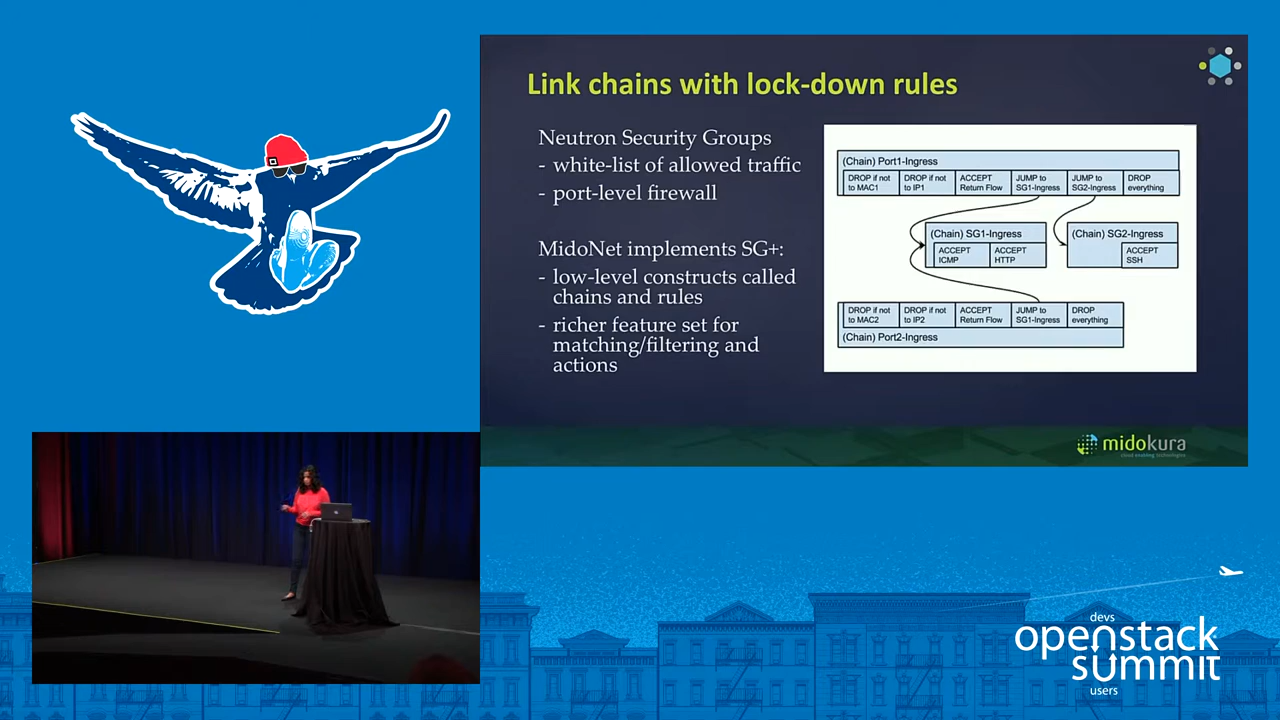 Link chains with lock-down rules
Neutron Security Groups
- white-list of allowed traffic
- port-level firewall
MidoNet implements SG+:
- low-level constructs called
chains and rules
- richer feature set for
matching/filtering and
actions
(Chain) Port1-Ingress
DROP if not
to MAC1
DROP if not
to IP1
ACCEPT
Return Flow
JUMP to
SG1-Ingress
JUMP to
SG2-Ingress
DROP
everything
(Chain) SG1-Ingress
ACCEPT
ICMP
ACCEPT
HTTP
(Chain) SG2-Ingress
ACCEPT
SSH
DROP if not
to MAC2
DROP if not
to IP2
ACCEPT
Return Flow
JUMP to
SG1-Ingress
DROP
everything
(Chain) Port2-Ingress
midokura
cloud enabling technologies
devs
openstack
summit
users